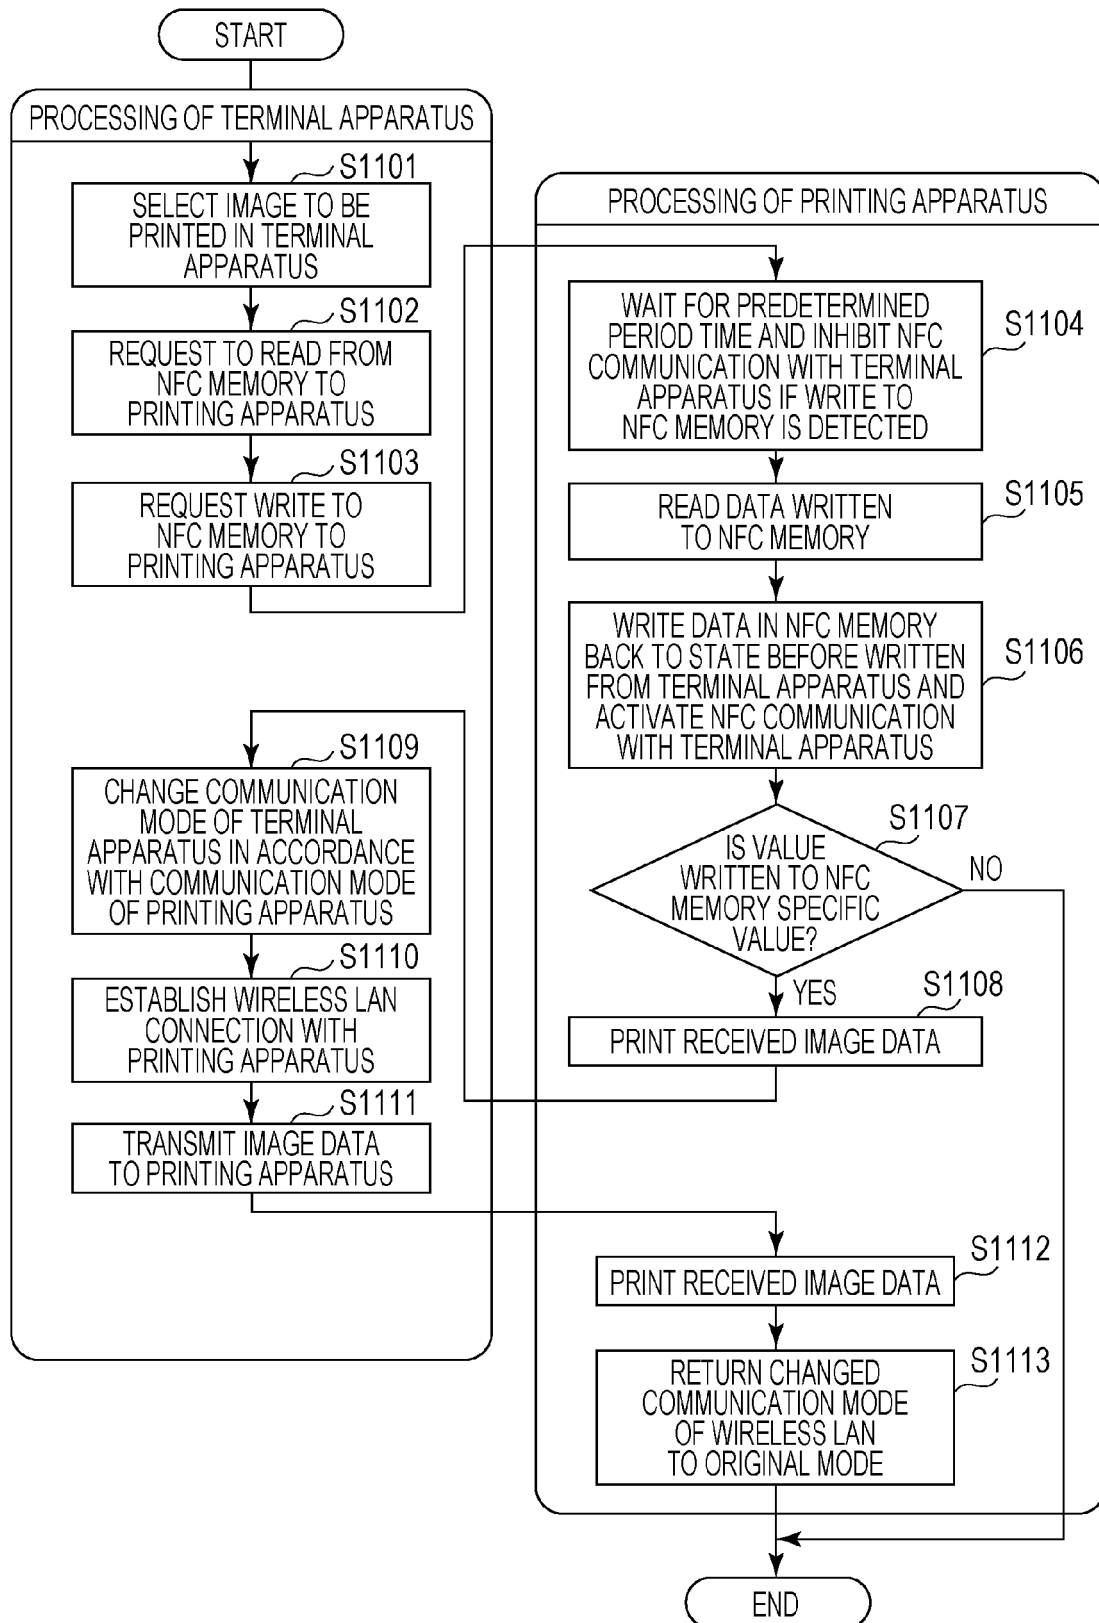 START
PROCESSING OF TERMINAL APPARATUS
S1101
SELECT IMAGE TO BE
PRINTED IN TERMINAL
APPARATUS
S1102
REQUEST TO READ FROM
NFC MEMORY TO
PRINTING APPARATUS
S1103
REQUEST WRITE TO
NFC MEMORY TO
PRINTING APPARATUS
PROCESSING OF PRINTING APPARATUS
WAIT FOR PREDETERMINED
PERIOD TIME AND INHIBIT NFC
COMMUNICATION WITH TERMINAL
APPARATUS IF WRITE TO
NFC MEMORY IS DETECTED
S1104
READ DATA WRITTEN
TO NFC MEMORY
S1105
WRITE DATA IN NFC MEMORY
BACK TO STATE BEFORE WRITTEN
FROM TERMINAL APPARATUS AND
ACTIVATE NFC COMMUNICATION
WITH TERMINAL APPARATUS
S1106
S1107
IS VALUE
WRITTEN TO NFC
MEMORY SPECIFIC
VALUE?
NO
YES
S1108
PRINT RECEIVED IMAGE DATA
S1109
CHANGE COMMUNICATION
MODE OF TERMINAL
APPARATUS IN ACCORDANCE
WITH COMMUNICATION MODE
OF PRINTING APPARATUS
S1110
ESTABLISH WIRELESS LAN
CONNECTION WITH
PRINTING APPARATUS
S1111
TRANSMIT IMAGE DATA
TO PRINTING APPARATUS
S1112
PRINT RECEIVED IMAGE DATA
S1113
RETURN CHANGED
COMMUNICATION MODE
OF WIRELESS LAN
TO ORIGINAL MODE
END